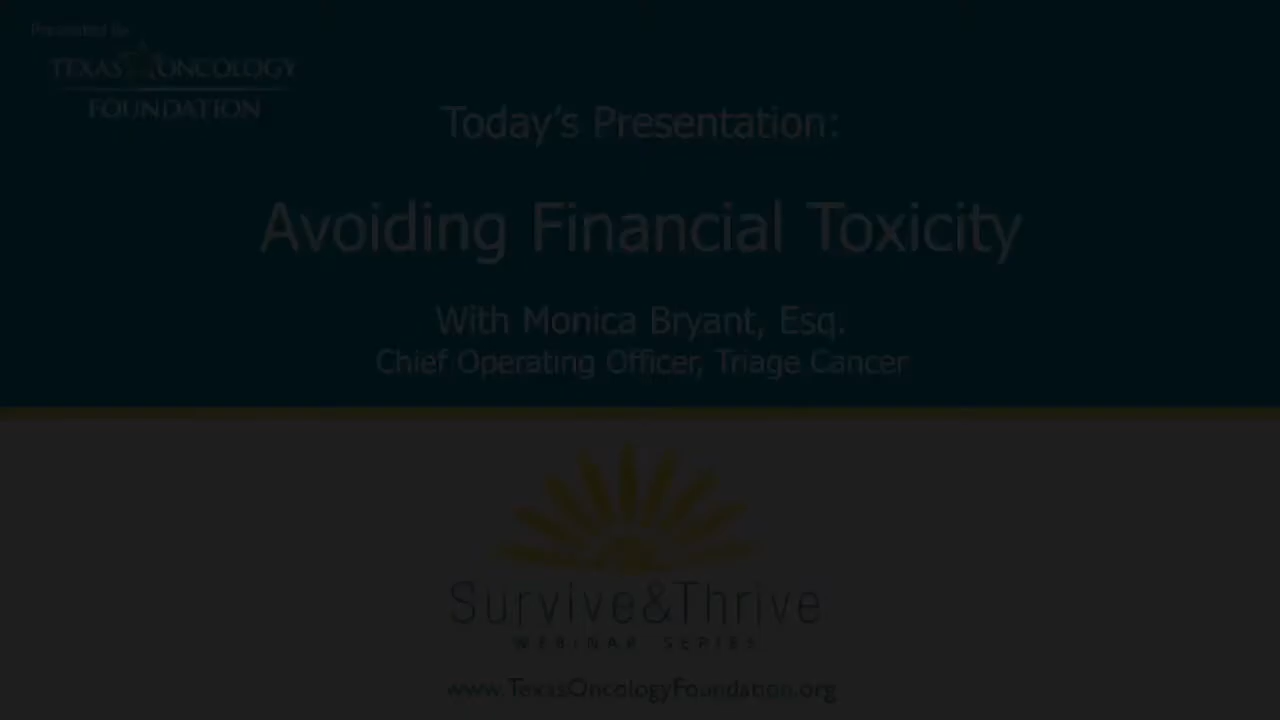 Presented By
TEXAS ONCOLOGY
FOUNDATION
Today's Presentation:
Avoiding Financial Toxicity
With Monica Bryant, Esq.
Chief Operating Officer, Triage Cancer
Survive&Thrive
WEBINAR SERIES
www.TexasOncologyFoundation.org